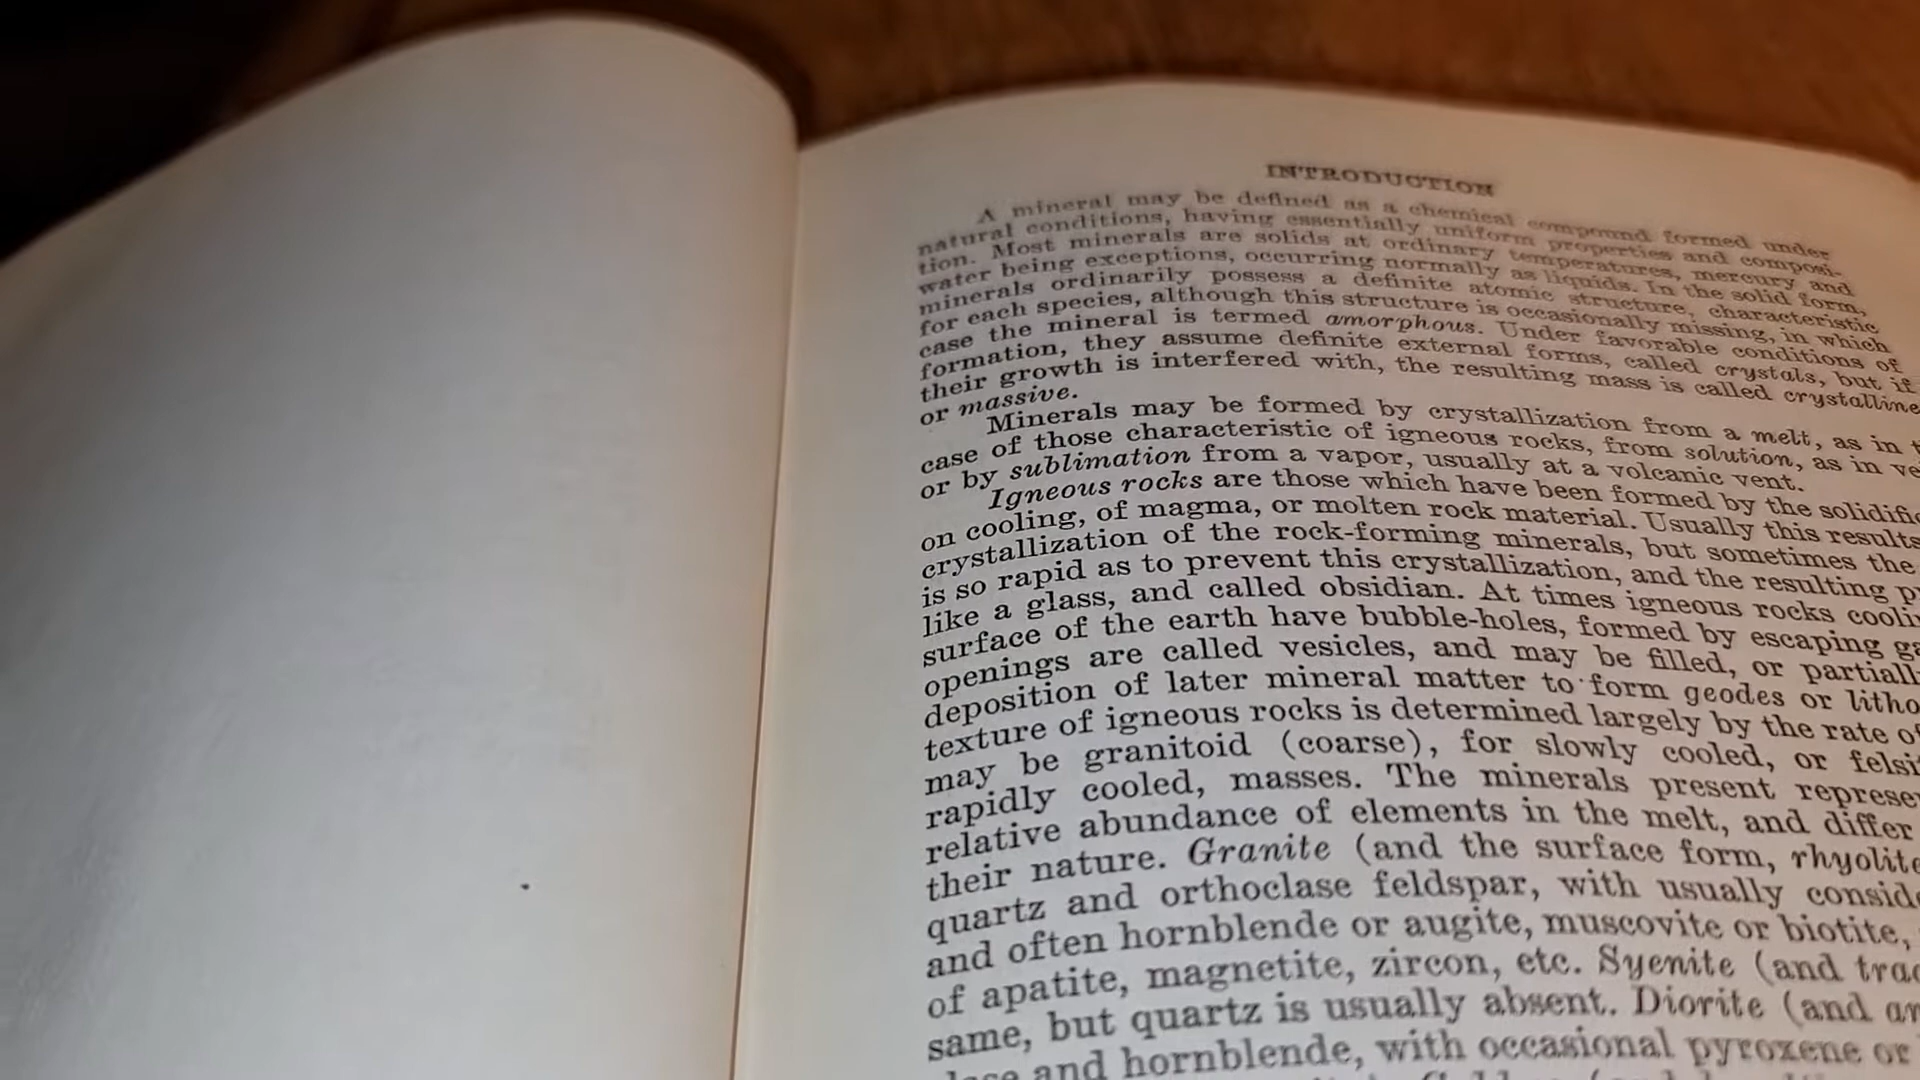 INTRODUCTION
A mineral may be defined as a chemical compound formed under
natural conditions, having essentially uniform properties and composi-
tion. Most minerals are solids at ordinary temperatures, mercury and
water being exceptions, occurring normally as liquids. In the solid form,
minerals ordinarily possess a definite atomic structure, characteristic
for each species, although this structure is occasionally missing, in which
case the mineral is termed amorphous. Under favorable conditions of
formation, they assume definite external forms, called crystals, but if
their growth is interfered with, the resulting mass is called crystalline
or massive.
Minerals may be formed by crystallization from a melt, as in
case of those characteristic of igneous rocks, from solution, as in
or by sublimation from a vapor, usually at a volcanic vent.
Igneous rocks are those which have been formed by the
on cooling, of magma, or molten rock material. Usually this results
crystallization of the rock-forming minerals, but sometimes the
is so rapid as to prevent this crystallization, and the resulting
like a glass, and called obsidian. At times igneous rocks
surface of the earth have bubble-holes, formed by escaping
openings are called vesicles, and may be filled, or
deposition of later mineral matter to form geodes or
texture of igneous rocks is determined largely by the rate
may be granitoid (coarse), for slowly cooled, or
rapidly cooled, masses. The minerals present
relative abundance of elements in the melt, and differ
their nature. Granite (and the surface form, rhyolite
quartz and orthoclase feldspar, with usually
and often hornblende or augite, muscovite or biotite,
of apatite, magnetite, zircon, etc. Syenite (and
same, but quartz is usually absent. Diorite (and
and hornblende, with occasional pyroxene or